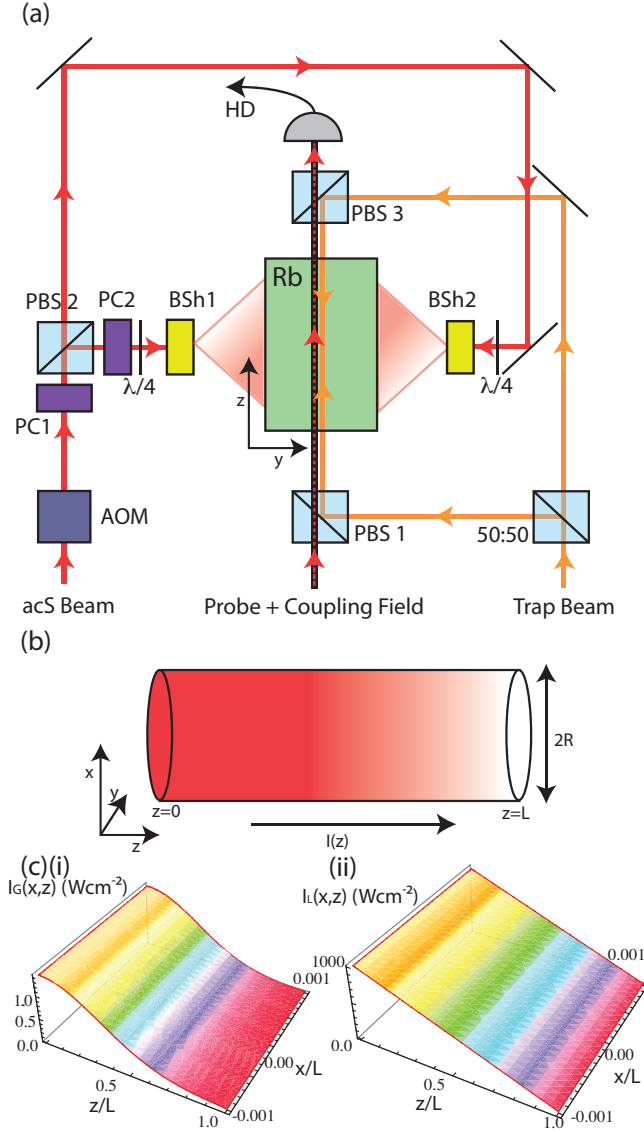 (a)
HD
PBS 3
Rb
PBS 2
PC2
BSh1
BSh2
λ/4
λ/4
z
y
PC1
AOM
PBS 1
50:50
acS Beam
Probe + Coupling Field
Trap Beam
(b)
2R
x
y
z
z=0
z=L
I(z)
(c)(i)
(ii)
I_G(x,z) (Wcm⁻²)
I_L(x,z) (Wcm⁻²)
1000
0.001
0.001
1.0
0.5
0.0
0.0
0.00
0.00
x/L
x/L
0.5
0.5
z/L
z/L
1.0
-0.001
1.0
-0.001